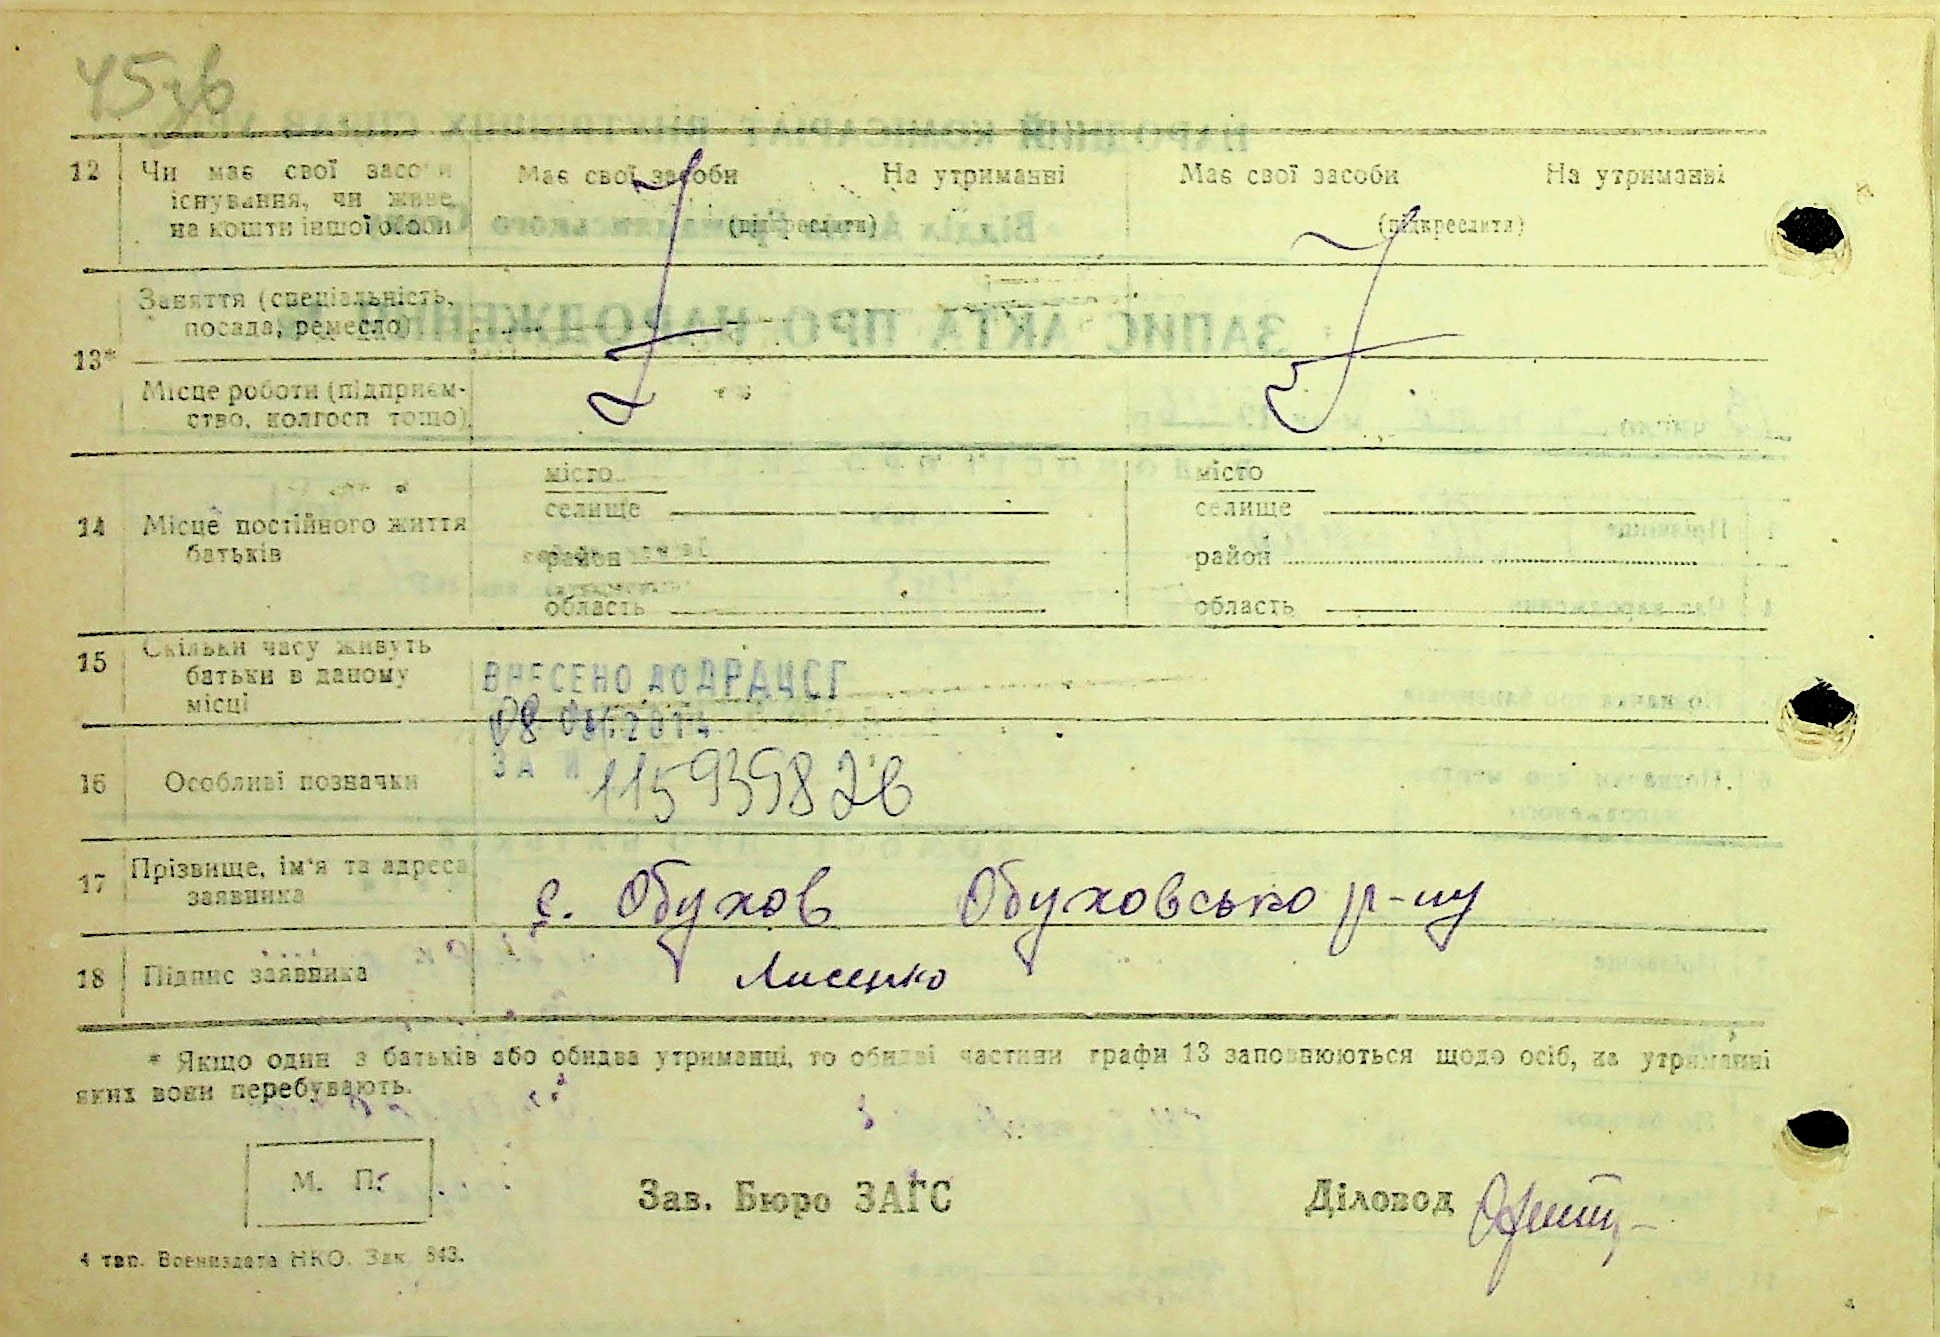 45зв
12 Чи має свої засоби Має свої засоби На утриманні Має свої засоби На утриманні
існування, чи живе
на кошти іншої особи (підкреслити) (підкреслити)
Заняття (спеціальність,
посада, ремесло)
13*
Місце роботи (підприєм-
ство, колгосп тощо)
місто місто
14 Місце постійного життя селище селище
батьків район район
область область
15 Скільки часу живуть
батьки в даному ВНЕСЕНО ДО ДРАЦСГ
місці
2014
16 Особливі позначки ЗА
17 Прізвище, ім'я та адреса
заявника с. Обухов Обуховсько р-ну
18 Підпис заявника Лисенко
* Якщо один з батьків або обидва утриманці, то обидві частини графи 13 заповнюються щодо осіб, на утриманні
яких вони перебувають.
М. П.
Зав. Бюро ЗАГС Діловод
4 тип. Воениздата НКО. Зак. 843.